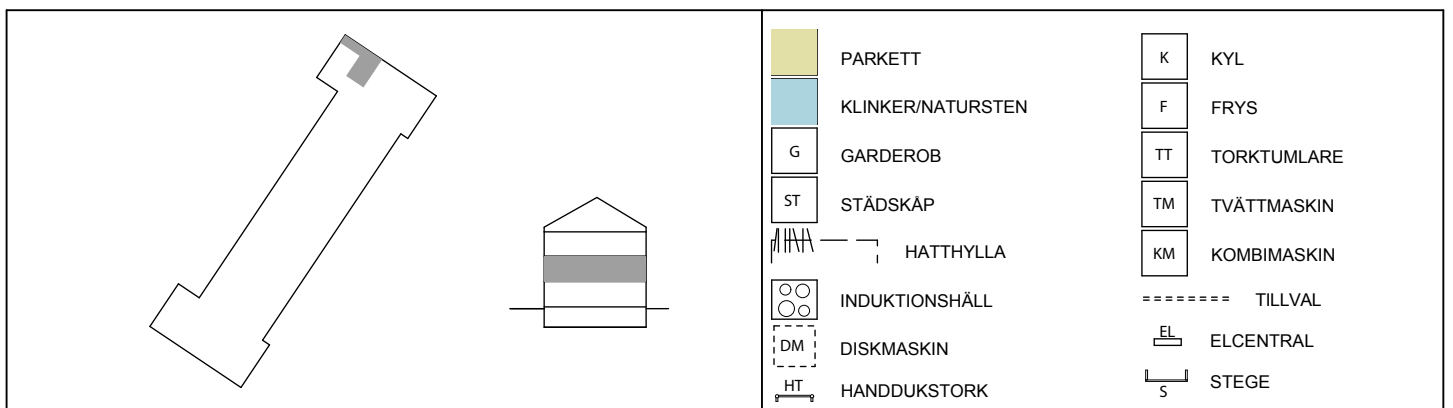 PARKETT
KLINKER/NATURSTEN
G GARDEROB
ST STÄDSKÅP
HATTHYLLA
INDUKTIONSHÄLL
DM DISKMASKIN
HT HANDDUKSTORK
K KYL
F FRYS
TT TORKTUMLARE
TM TVÄTTMASKIN
KM KOMBIMASKIN
TILLVAL
EL ELCENTRAL
S STEGE